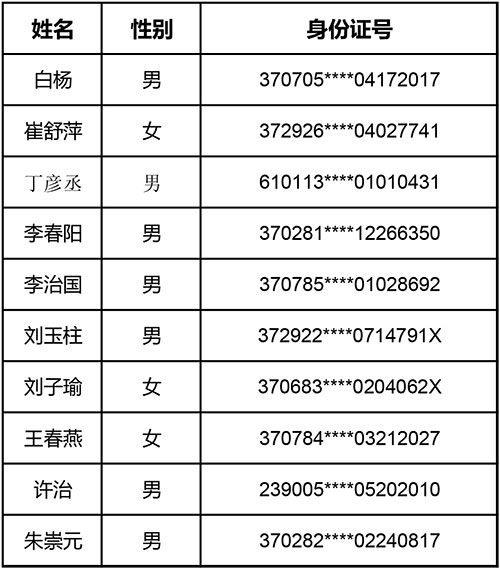 姓名 性别 身份证号
白杨 男 370705****04172017
崔舒萍 女 372926****04027741
丁彦丞 男 610113****01010431
李春阳 男 370281****12266350
李治国 男 370785****01028692
刘玉柱 男 372922****0714791X
刘子瑜 女 370683****0204062X
王春燕 女 370784****03212027
许治 男 239005****05202010
朱崇元 男 370282****02240817